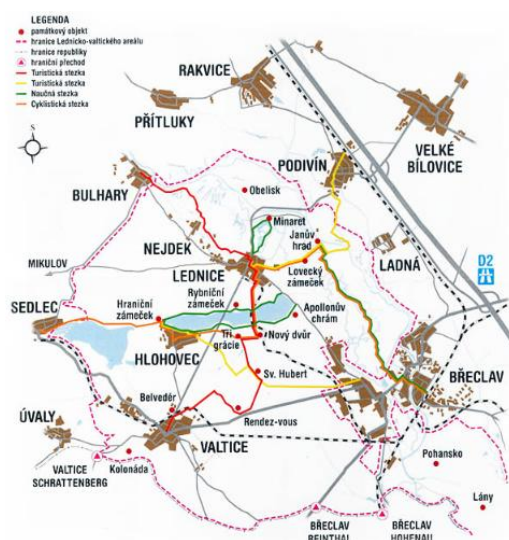 LEGENDA
památkový objekt
hranice Lednicko-valtického areálu
hranice republiky
hraniční přechod
Turistická stezka
Turistická stezka
Naučná stezka
Cyklistická stezka
S
RAKVICE
PŘÍTLUKY
VELKÉ
BÍLOVICE
PODIVÍN
BULHARY
Obelisk
Minaret
Janův
hrad
NEJDEK
LADNÁ
MIKULOV
LEDNICE
Lovecký
zámeček
D2
SEDLEC
Hraniční
zámeček
Rybniční
zámeček
Apollonův
chrám
HLOHOVEC
Tři
grácie
Nový dvůr
Sv. Hubert
BŘECLAV
Belvedér
ÚVALY
Rendez-vous
VALTICE
Pohansko
VALTICE
SCHRATTENBERG
Kolonáda
Lány
BŘECLAV
REINTHAL
BŘECLAV
HOHENAU